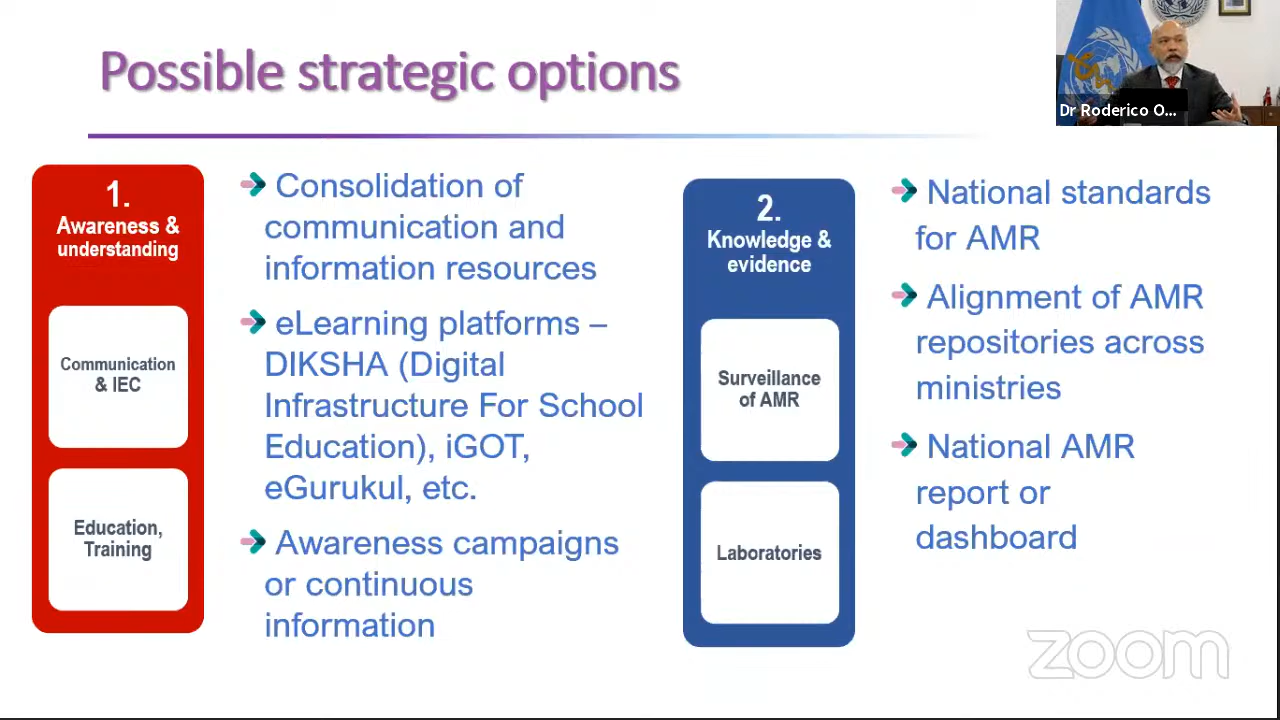 Possible strategic options
Dr Roderico O...
1.
Awareness &
understanding
Communication
& IEC
Education,
Training
Consolidation of
communication and
information resources
eLearning platforms –
DIKSHA (Digital
Infrastructure For School
Education), iGOT,
eGurukul, etc.
Awareness campaigns
or continuous
information
2.
Knowledge &
evidence
Surveillance
of AMR
Laboratories
National standards
for AMR
Alignment of AMR
repositories across
ministries
National AMR
report or
dashboard
zoom